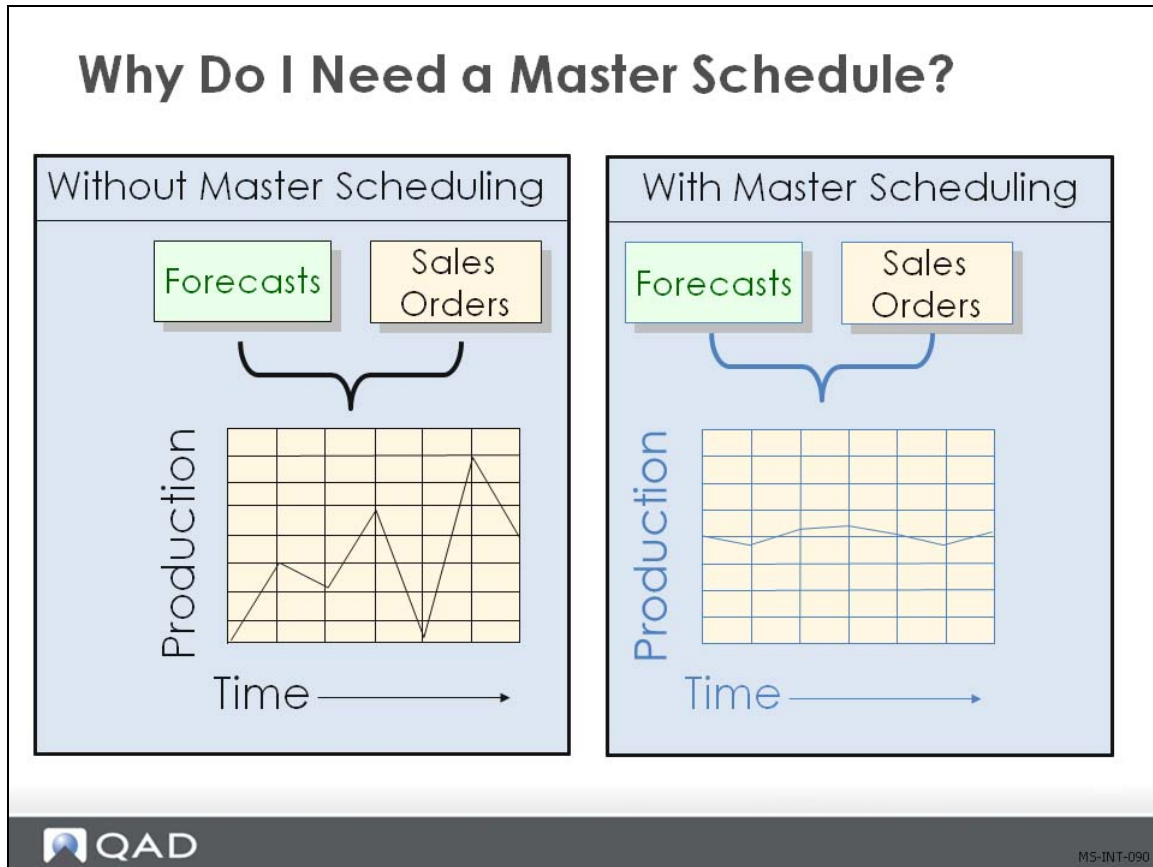 Why Do I Need a Master Schedule?
Without Master Scheduling
Forecasts
Sales
Orders
Production
Time
With Master Scheduling
Forecasts
Sales
Orders
Production
Time
QAD
MS-INT-090